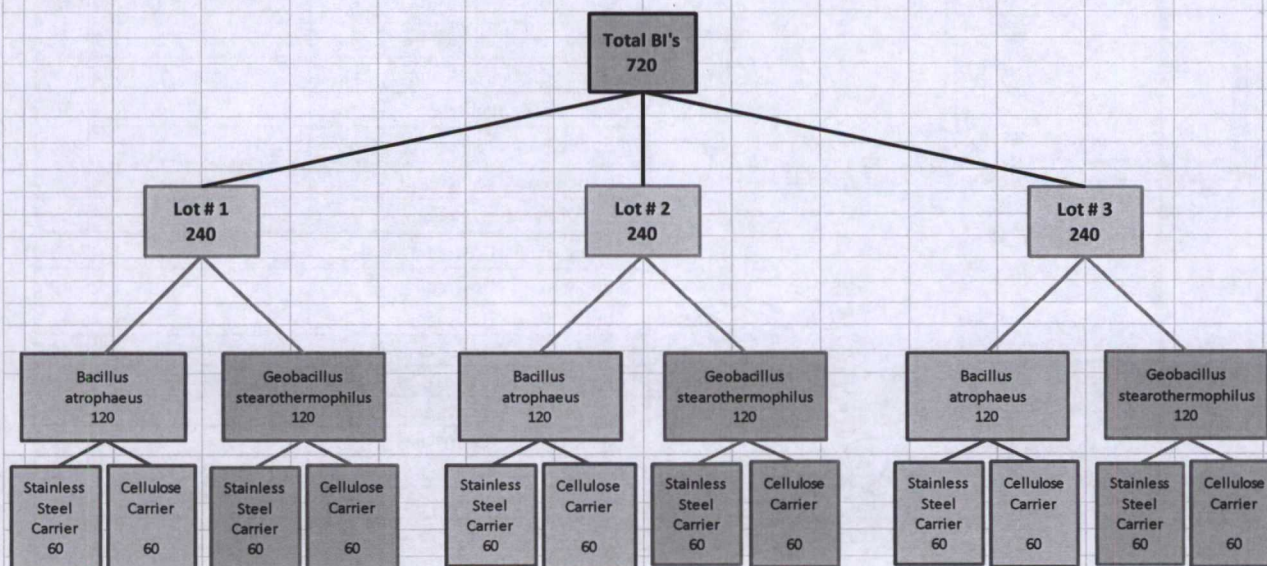 Total BI's
720
Lot # 1
240
Lot # 2
240
Lot # 3
240
Bacillus
atrophaeus
120
Geobacillus
stearothermophilus
120
Bacillus
atrophaeus
120
Geobacillus
stearothermophilus
120
Bacillus
atrophaeus
120
Geobacillus
stearothermophilus
120
Stainless
Steel
Carrier
60
Cellulose
Carrier
60
Stainless
Steel
Carrier
60
Cellulose
Carrier
60
Stainless
Steel
Carrier
60
Cellulose
Carrier
60
Stainless
Steel
Carrier
60
Cellulose
Carrier
60
Stainless
Steel
Carrier
60
Cellulose
Carrier
60
Stainless
Steel
Carrier
60
Cellulose
Carrier
60